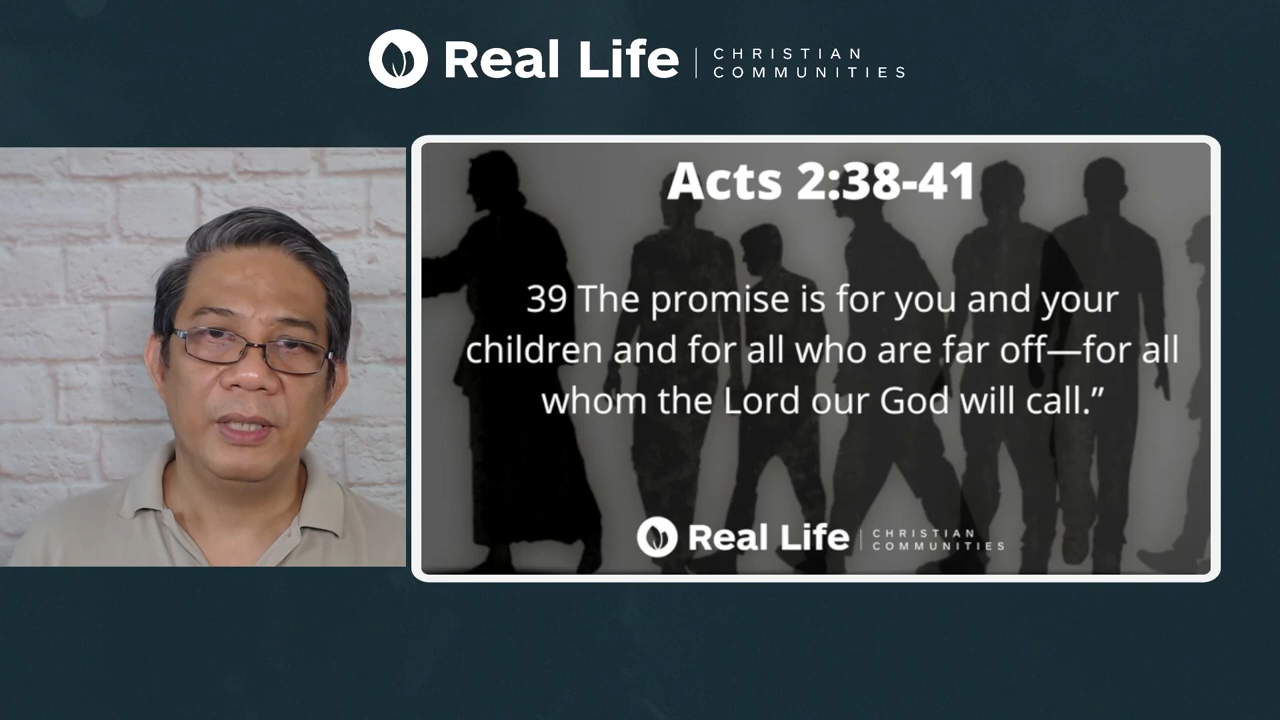 Real Life
CHRISTIAN
COMMUNITIES
Acts 2:38-41
39 The promise is for you and your
children and for all who are far off—for all
whom the Lord our God will call.”
Real Life
CHRISTIAN
COMMUNITIES